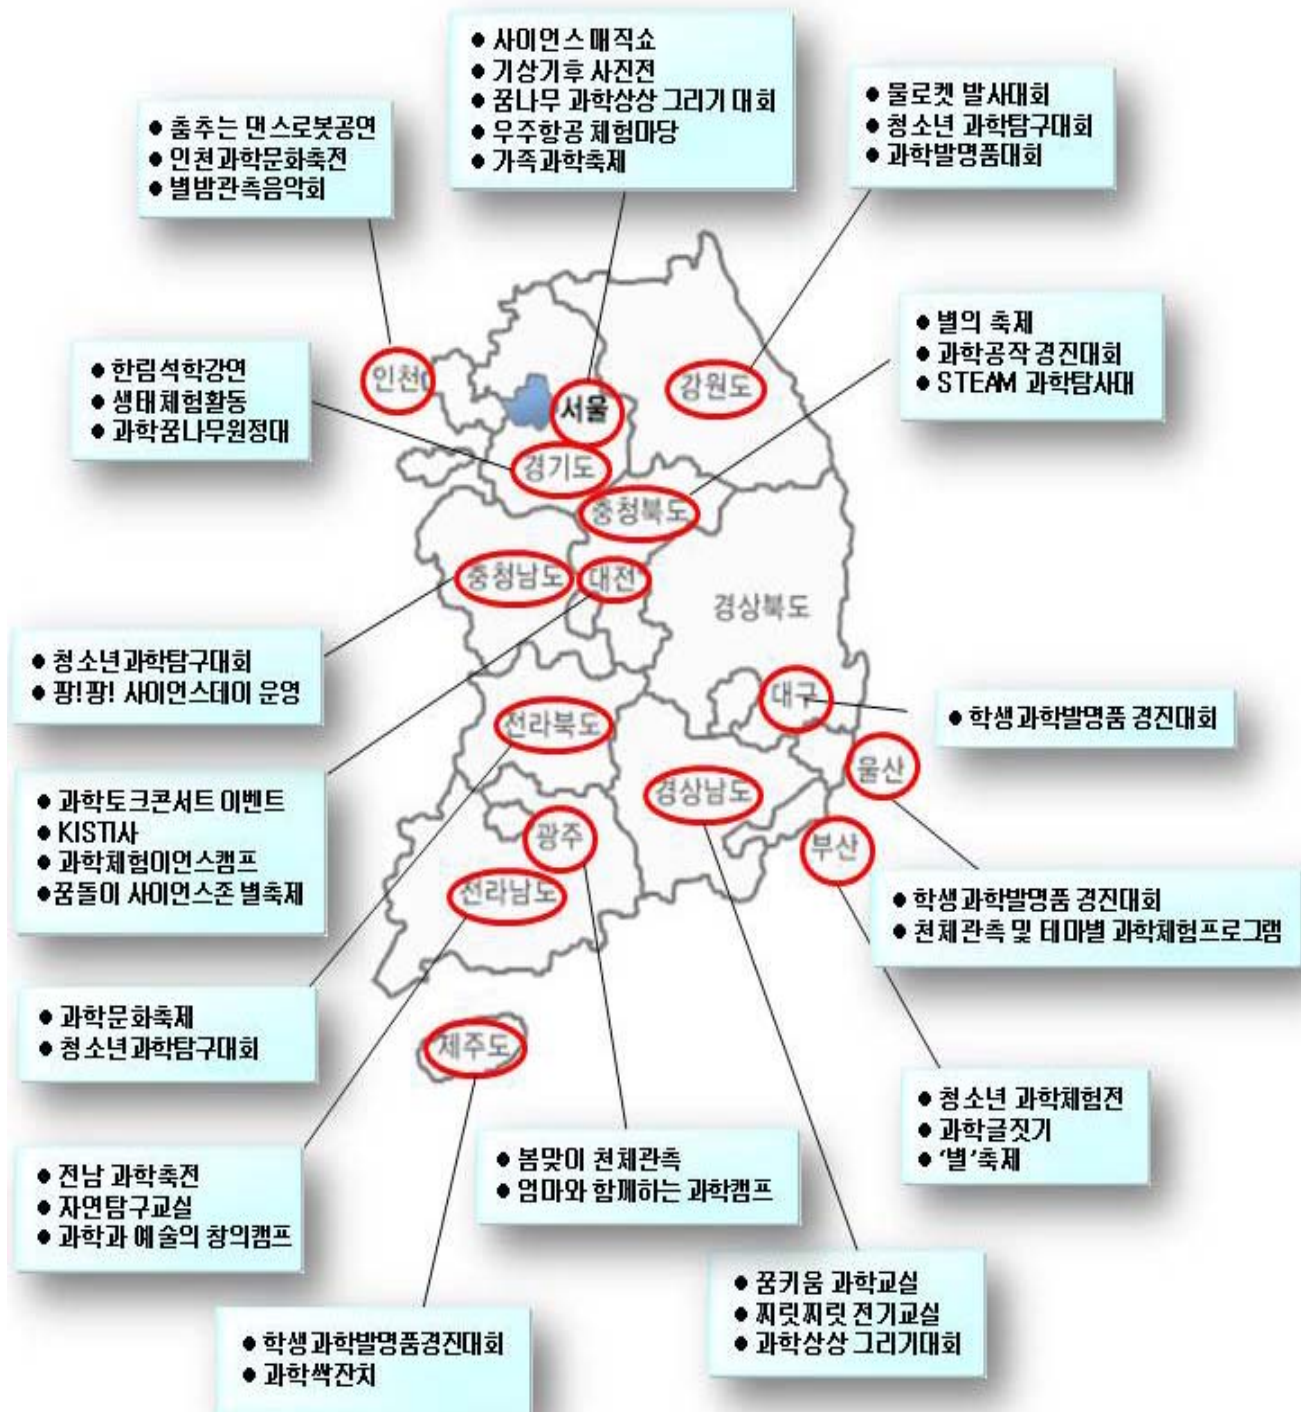 ● 사이언스 매직쇼
● 기상기후 사진전
● 꿈나무 과학상상 그리기 대회
● 우주항공 체험마당
● 가족과학축제
● 춤추는 댄스로봇공연
● 인천과학문화축전
● 별밤관측음악회
● 물로켓 발사대회
● 청소년 과학탐구대회
● 과학발명품대회
● 한림석학강연
● 생태체험활동
● 과학꿈나무원정대
● 별의 축제
● 과학공작 경진대회
● STEAM 과학탐사대
인천
서울
강원도
경기도
충청북도
충청남도
대전
경상북도
대구
전라북도
울산
경상남도
광주
부산
전라남도
제주도
● 청소년과학탐구대회
● 팡!팡! 사이언스데이 운영
● 학생과학발명품 경진대회
● 과학토크콘서트 이벤트
● KISTI사
● 과학체험이언스캠프
●꿈돌이 사이언스존 별축제
● 학생과학발명품 경진대회
● 천체관측 및 테마별 과학체험프로그램
● 과학문화축제
● 청소년과학탐구대회
● 청소년 과학체험전
● 과학글짓기
● ‘별’축제
● 전남 과학축전
● 자연탐구교실
● 과학과 예술의 창의캠프
● 봄맞이 천체관측
● 엄마와 함께하는 과학캠프
● 꿈키움 과학교실
● 찌릿찌릿 전기교실
● 과학상상 그리기대회
● 학생과학발명품경진대회
● 과학싹잔치